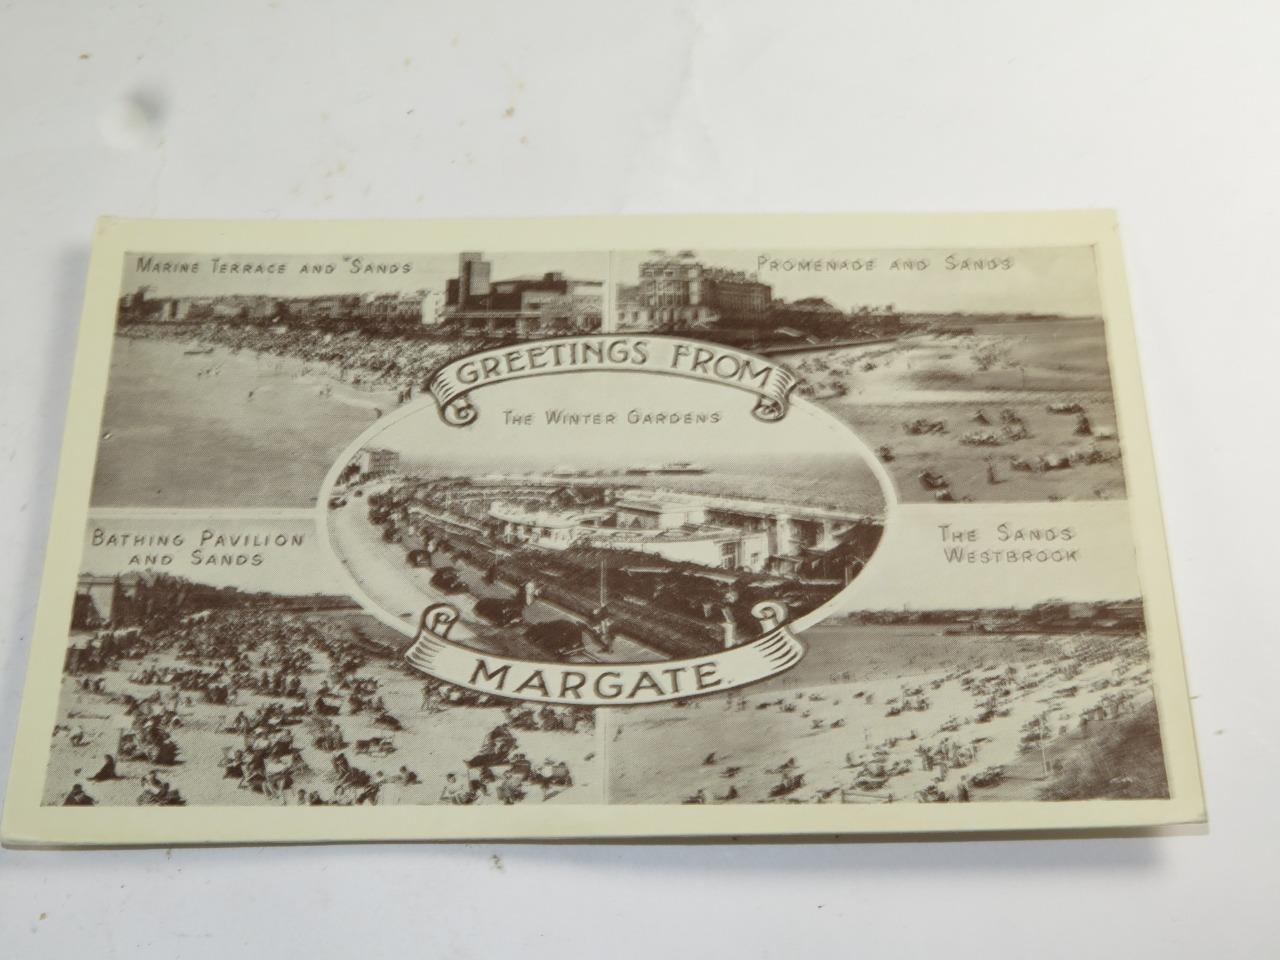 MARINE TERRACE AND SANDS
PROMENADE AND SANDS
GREETINGS FROM
THE WINTER GARDENS
BATHING PAVILION
AND SANDS
THE SANDS
WESTBROOK
MARGATE.